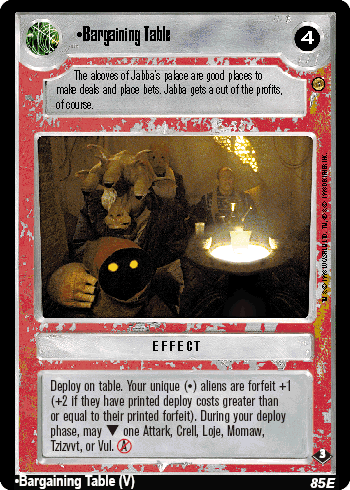 •Bargaining Table
4
The alcoves of Jabba's palace are good places to
make deals and place bets. Jabba gets a cut of the profits,
of course.
EFFECT
Deploy on table. Your unique (•) aliens are forfeit +1
(+2 if they have printed deploy costs greater than
or equal to their printed forfeit). During your deploy
phase, may ▼ one Attark, Crell, Loje, Momaw,
Tzizvvt, or Vul. A
3
•Bargaining Table (V)
85E